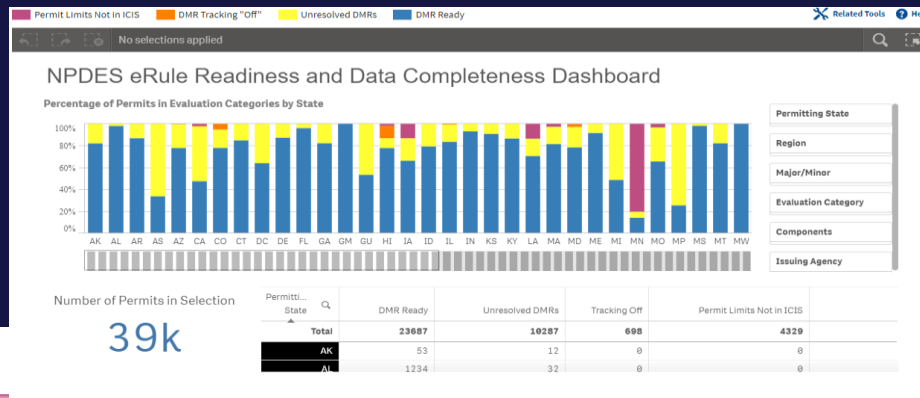 Permit Limits Not in ICIS DMR Tracking "Off" Unresolved DMRs DMR Ready Related Tools
No selections applied
NPDES eRule Readiness and Data Completeness Dashboard
Percentage of Permits in Evaluation Categories by State
100%
80%
60%
40%
20%
0%
AK AL AR AS AZ CA CO CT DC DE FL GA GM GU HI IA ID IL IN KS KY LA MA MD ME MI MN MO MP MS MT MW
Permitting State
Region
Major/Minor
Evaluation Category
Components
Issuing Agency
Number of Permits in Selection
39k
Permitti... State DMR Ready Unresolved DMRs Tracking Off Permit Limits Not in ICIS
Total 23687 10287 698 4329
AK 53 12 0 0
AL 1234 32 0 0